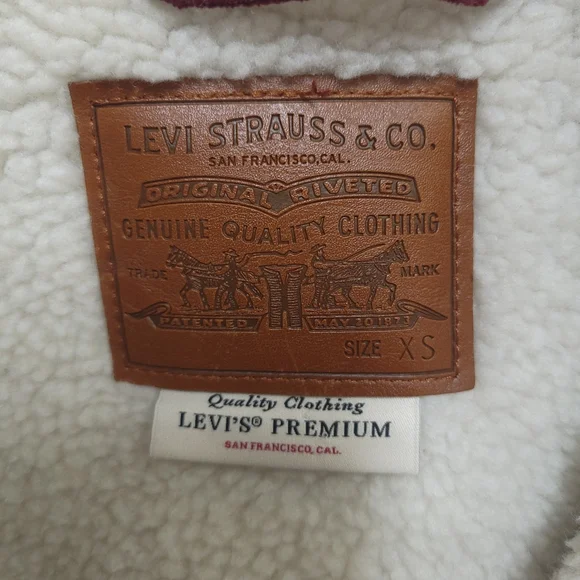 LEVI STRAUSS & CO.
SAN FRANCISCO, CAL.
ORIGINAL RIVETED
GENUINE QUALITY CLOTHING
TRADE MARK
PATENTED MAY 20 1873
SIZE XS
Quality Clothing
LEVI'S® PREMIUM
SAN FRANCISCO, CAL.